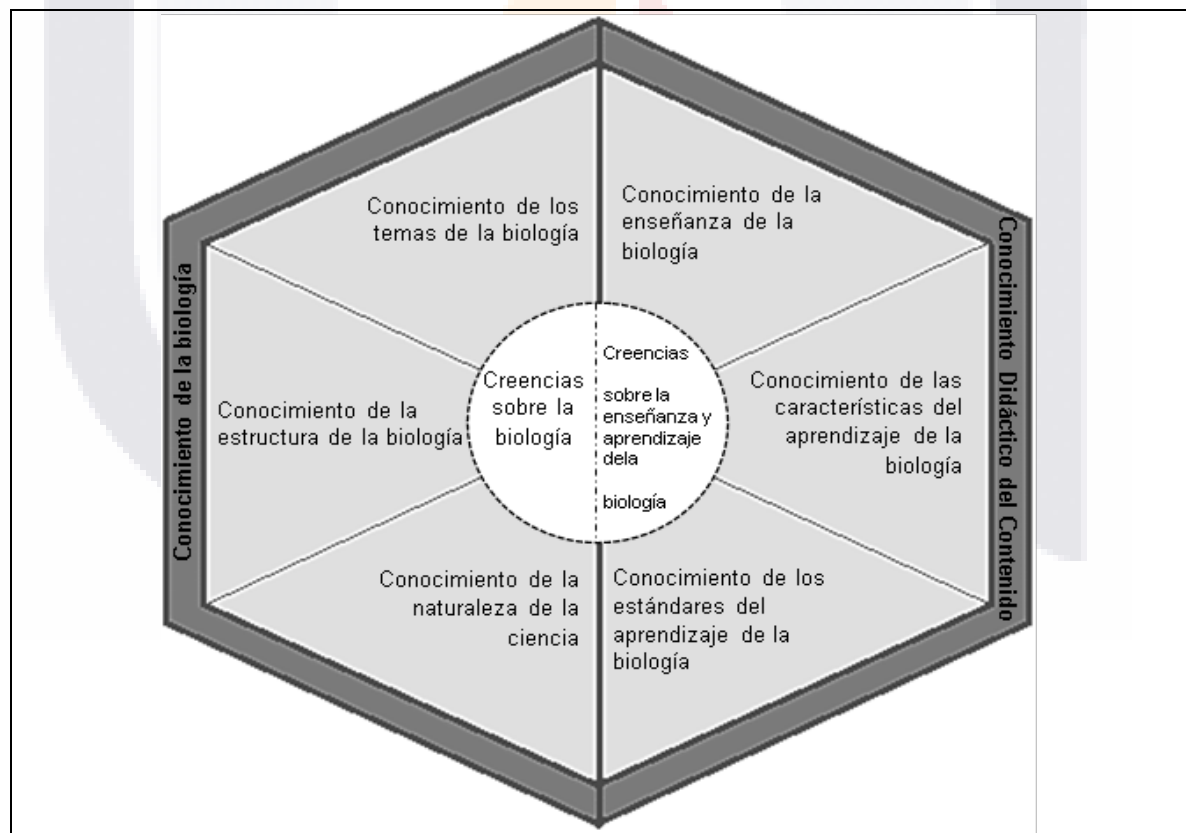 Conocimiento de los
temas de la biología
Conocimiento de la
enseñanza de la
biología
Conocimiento de la biología
Conocimiento de la
estructura de la biología
Creencias
sobre la
biología
Creencias
sobre la
enseñanza y
aprendizaje
dela
biología
Conocimiento de las
características del
aprendizaje de la
biología
Conocimiento Didáctico del Contenido
Conocimiento de la
naturaleza de la
ciencia
Conocimiento de los
estándares del
aprendizaje de la
biología